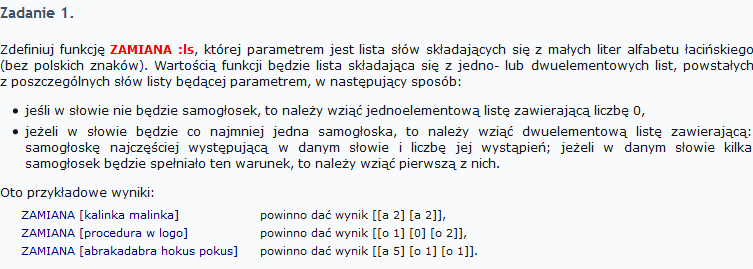 Zadanie 1.
Zdefiniuj funkcję ZAMIANA :ls, której parametrem jest lista słów składających się z małych liter alfabetu łacińskiego
(bez polskich znaków). Wartością funkcji będzie lista składająca się z jedno- lub dwuelementowych list, powstałych
z poszczególnych słów listy będącej parametrem, w następujący sposób:
• jeśli w słowie nie będzie samogłosek, to należy wziąć jednoelementową listę zawierającą liczbę 0,
• jeżeli w słowie będzie co najmniej jedna samogłoska, to należy wziąć dwuelementową listę zawierającą:
samogłoskę najczęściej występującą w danym słowie i liczbę jej wystąpień; jeżeli w danym słowie kilka
samogłosek będzie spełniało ten warunek, to należy wziąć pierwszą z nich.
Oto przykładowe wyniki:
ZAMIANA [kalinka malinka] powinno dać wynik [[a 2] [a 2]],
ZAMIANA [procedura w logo] powinno dać wynik [[o 1] [0] [o 2]],
ZAMIANA [abrakadabra hokus pokus] powinno dać wynik [[a 5] [o 1] [o 1]].